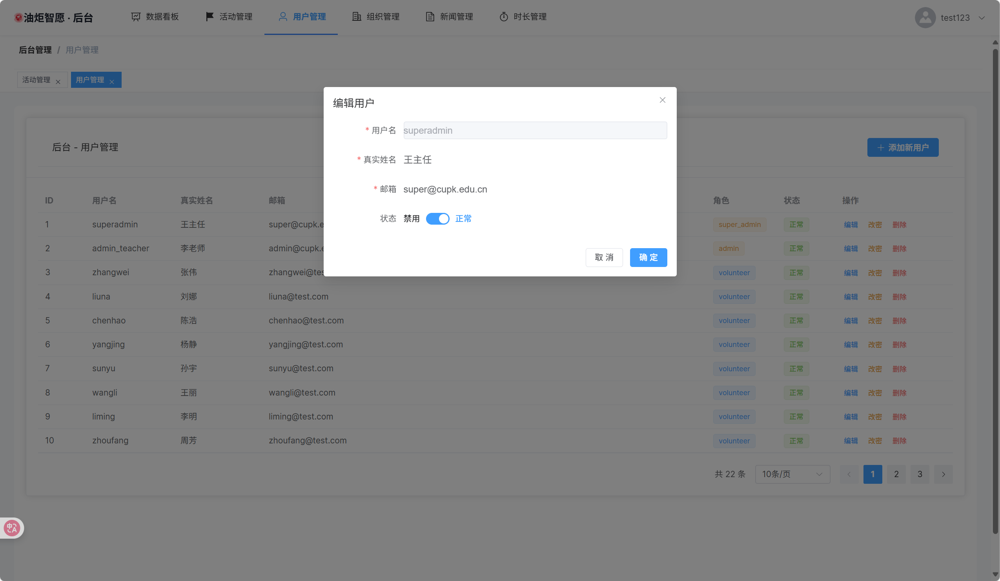 油炬智愿 · 后台
数据看板
活动管理
用户管理
组织管理
新闻管理
时长管理
test123
后台管理 / 用户管理
活动管理
用户管理
编辑用户
* 用户名 superadmin
* 真实姓名 王主任
* 邮箱 super@cupk.edu.cn
状态 禁用 正常
取 消
确 定
后台 - 用户管理
添加新用户
ID 用户名 真实姓名 邮箱 角色 状态 操作
1 superadmin 王主任 super@cupk.e super_admin 正常 编辑 改密 删除
2 admin_teacher 李老师 admin@cupk.e admin 正常 编辑 改密 删除
3 zhangwei 张伟 zhangwei@tes volunteer 正常 编辑 改密 删除
4 liuna 刘娜 liuna@test.com volunteer 正常 编辑 改密 删除
5 chenhao 陈浩 chenhao@test.com volunteer 正常 编辑 改密 删除
6 yangjing 杨静 yangjing@test.com volunteer 正常 编辑 改密 删除
7 sunyu 孙宇 sunyu@test.com volunteer 正常 编辑 改密 删除
8 wangli 王丽 wangli@test.com volunteer 正常 编辑 改密 删除
9 liming 李明 liming@test.com volunteer 正常 编辑 改密 删除
10 zhoufang 周芳 zhoufang@test.com volunteer 正常 编辑 改密 删除
共 22 条 10条/页 1 2 3
中A